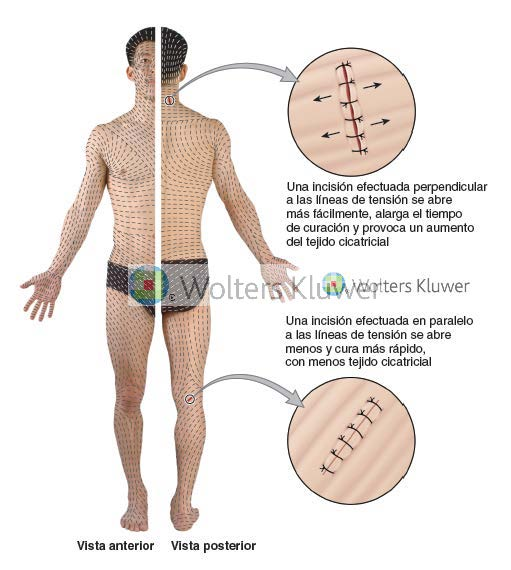 Una incisión efectuada perpendicular
a las líneas de tensión se abre
más fácilmente, alarga el tiempo
de curación y provoca un aumento
del tejido cicatricial
Wolters Kluwer
Wolters Kluwer
Una incisión efectuada en paralelo
a las líneas de tensión se abre
menos y cura más rápido,
con menos tejido cicatricial
Vista anterior
Vista posterior